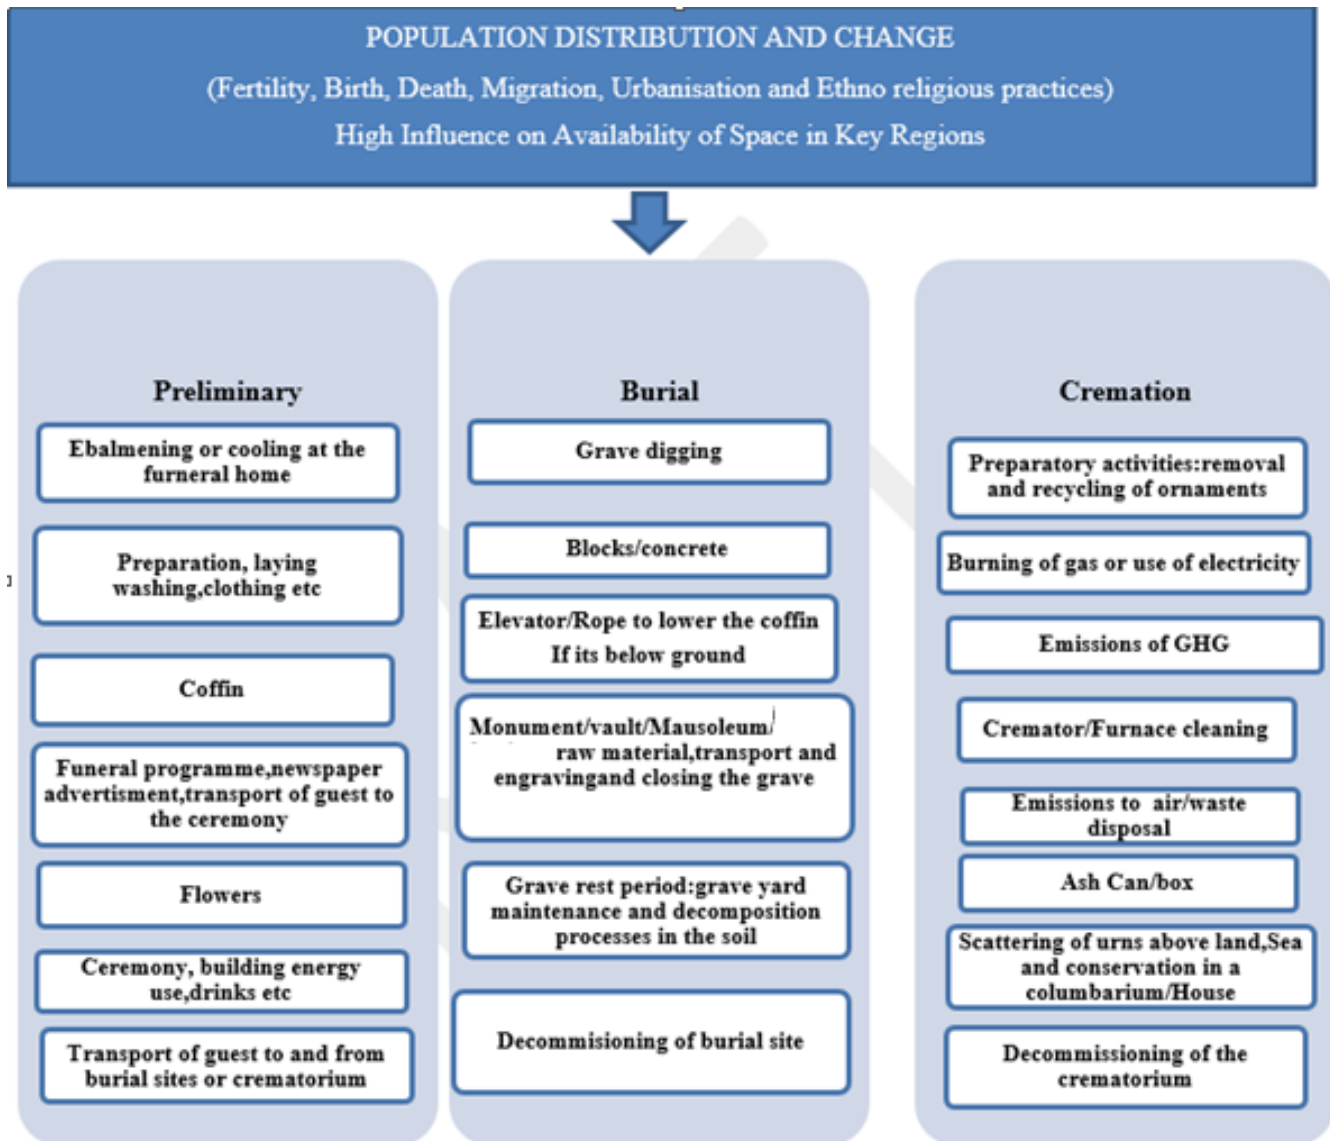 POPULATION DISTRIBUTION AND CHANGE
(Fertility, Birth, Death, Migration, Urbanisation and Ethno religious practices)
High Influence on Availability of Space in Key Regions
Preliminary
Ebalmening or cooling at the
furneral home
Preparation, laying
washing,clothing etc
Coffin
Funeral programme,newspaper
advertisment,transport of guest to
the ceremony
Flowers
Ceremony, building energy
use,drinks etc
Transport of guest to and from
burial sites or crematorium
Burial
Grave digging
Blocks/concrete
Elevator/Rope to lower the coffin
If its below ground
Monument/vault/Mausoleum/
raw material,transport and
engravingand closing the grave
Grave rest period:grave yard
maintenance and decomposition
processes in the soil
Decommisioning of burial site
Cremation
Preparatory activities:removal
and recycling of ornaments
Burning of gas or use of electricity
Emissions of GHG
Cremator/Furnace cleaning
Emissions to air/waste
disposal
Ash Can/box
Scattering of urns above land,Sea
and conservation in a
columbarium/House
Decommissioning of the
crematorium